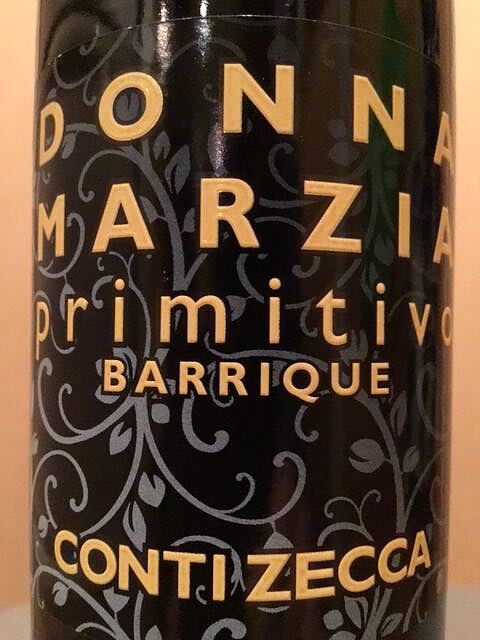 DONNA
MARZIA
primitivo
BARRIQUE
CONTI ZECCA